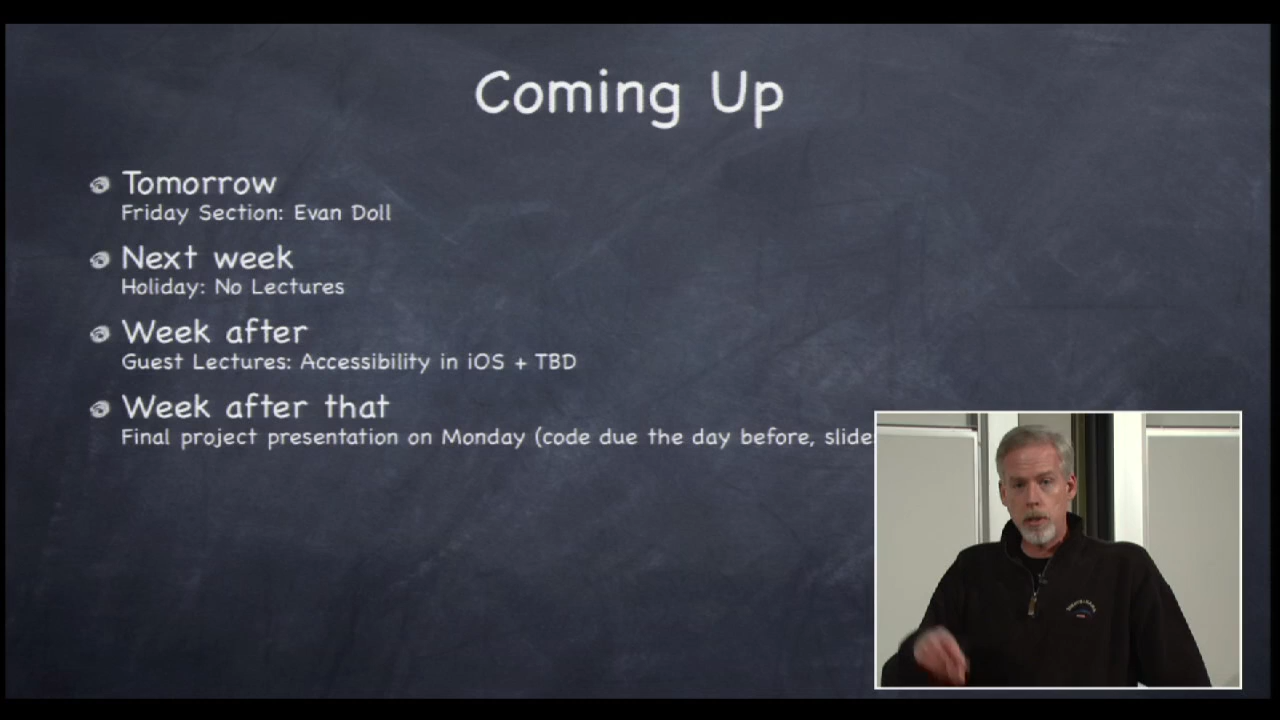 Coming Up
Tomorrow
Friday Section: Evan Doll
Next week
Holiday: No Lectures
Week after
Guest Lectures: Accessibility in iOS + TBD
Week after that
Final project presentation on Monday (code due the day before, slide